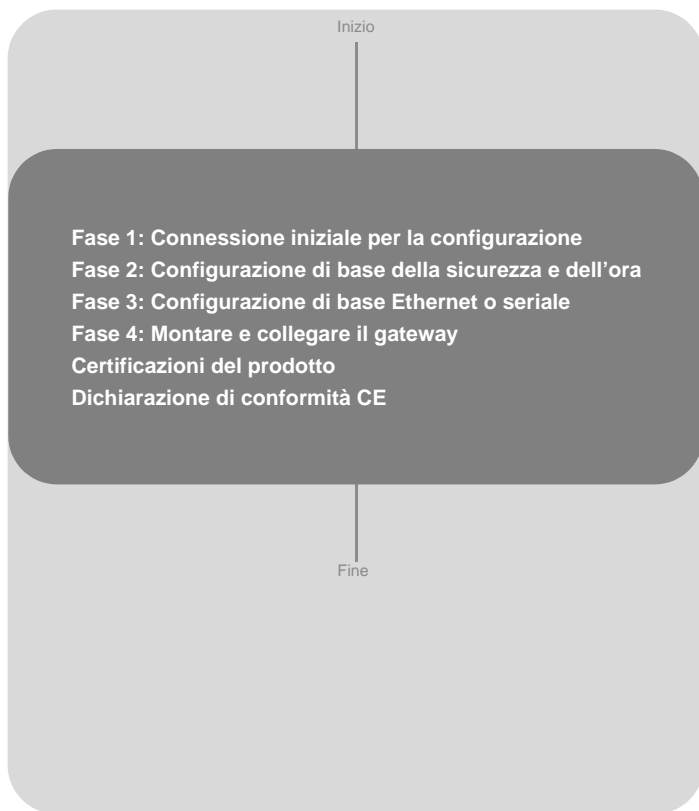 Inizio
Fase 1: Connessione iniziale per la configurazione
Fase 2: Configurazione di base della sicurezza e dell’ora
Fase 3: Configurazione di base Ethernet o seriale
Fase 4: Montare e collegare il gateway
Certificazioni del prodotto
Dichiarazione di conformità CE
Fine